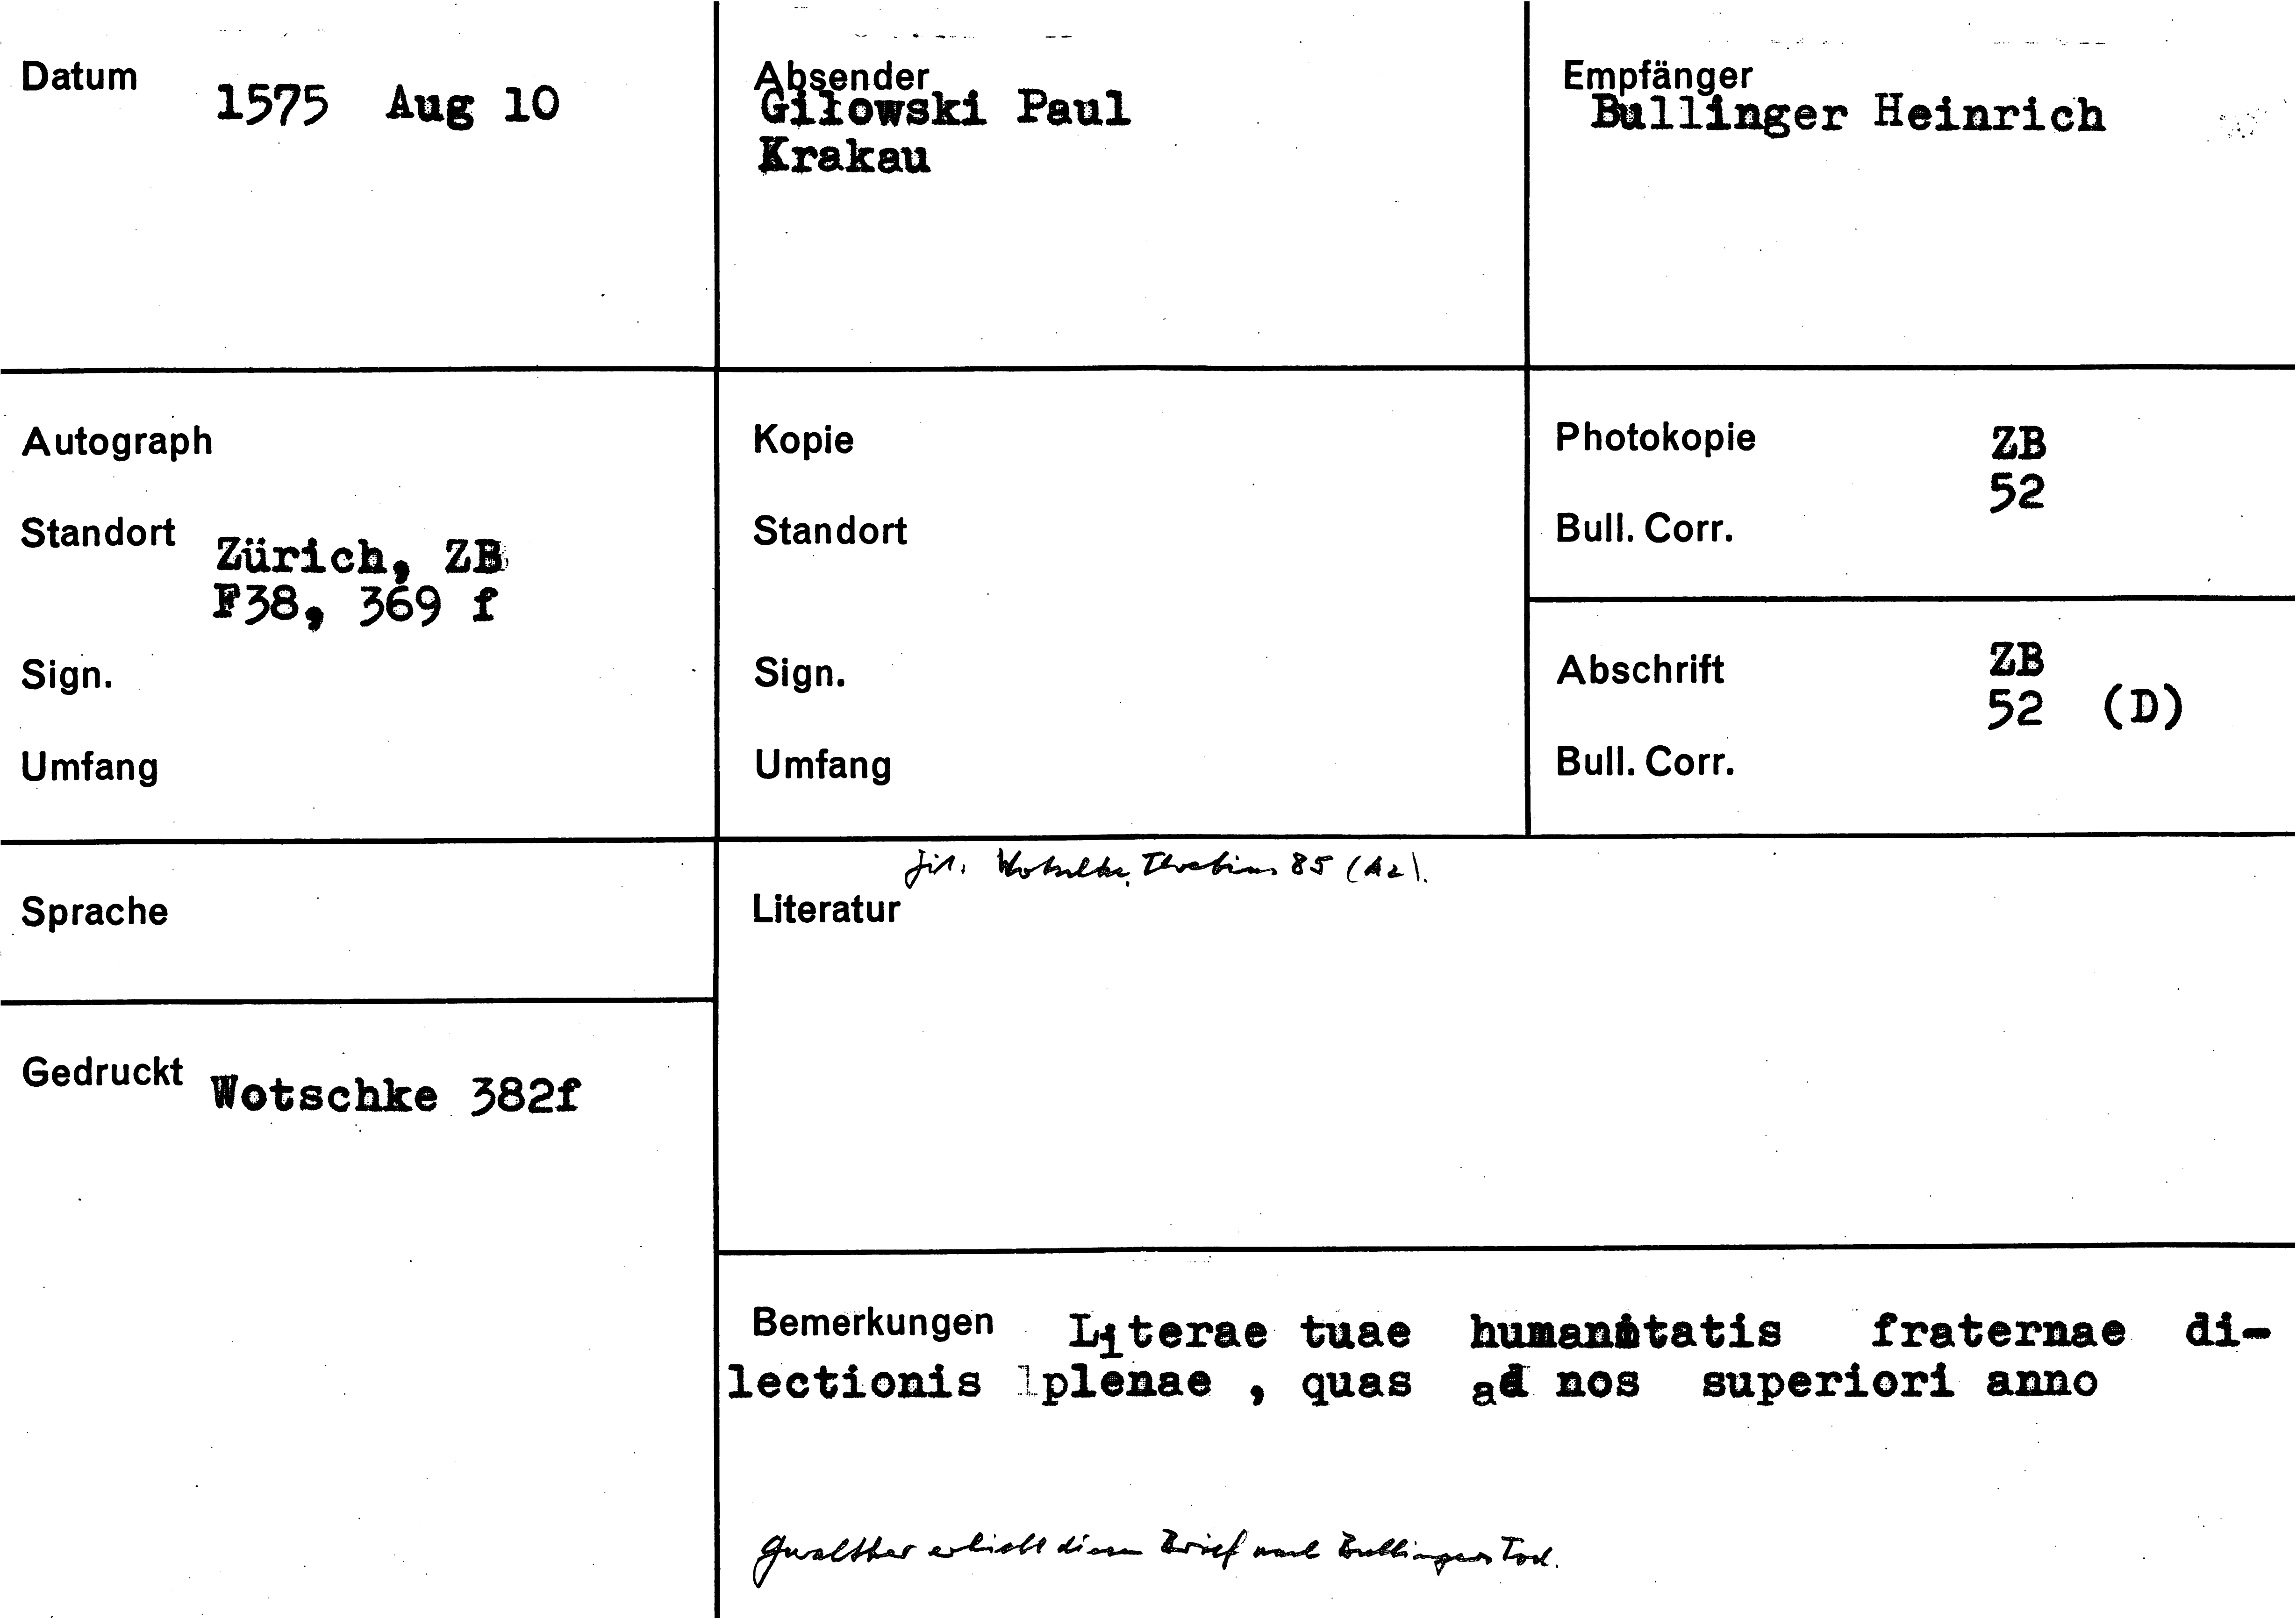 Datum 1575 Aug 10
Absender
Giłowski Paul
Krakau
Empfänger
Bullinger Heinrich
Autograph
Standort Zürich, ZB
F38, 369 f
Sign.
Umfang
Kopie
Standort
Sign.
Umfang
Photokopie ZB
52
Bull. Corr.
Abschrift ZB
52 (D)
Bull. Corr.
Sprache
Gedruckt Wotschke 382f
zit. Wotschke, Thretius 85 (A2).
Literatur
Bemerkungen Literae tuae humanitatis fraternae di-
lectionis plenae , quas ad nos superiori anno
Gwalther erhielt diesen Brief nach Bullingers Tod.